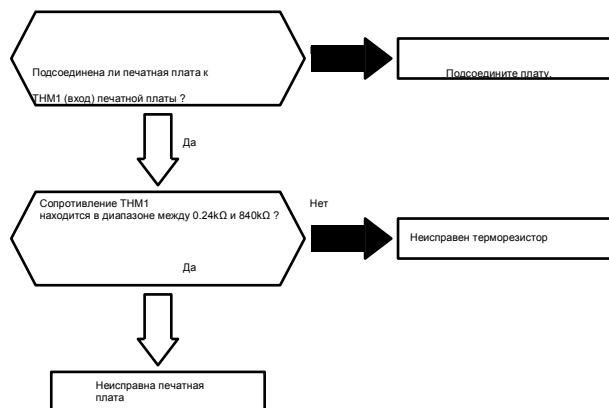 Подсоединена ли печатная плата к
THM1 (вход) печатной платы ?
Подсоедините плату.
Да
Сопротивление THM1
находится в диапазоне между 0.24kΩ и 840kΩ ?
Нет
Неисправен терморезистор
Да
Неисправна печатная
плата